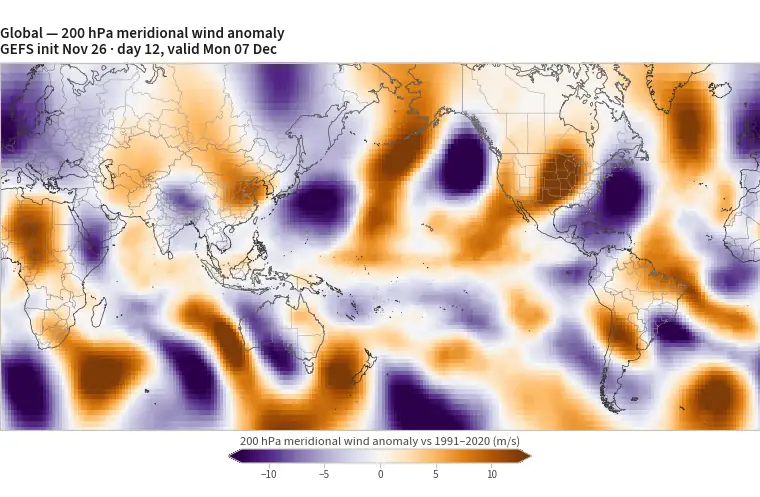 Global — 200 hPa meridional wind anomaly
GEFS init Nov 26 · day 12, valid Mon 07 Dec
200 hPa meridional wind anomaly vs 1991–2020 (m/s)
−10 −5 0 5 10